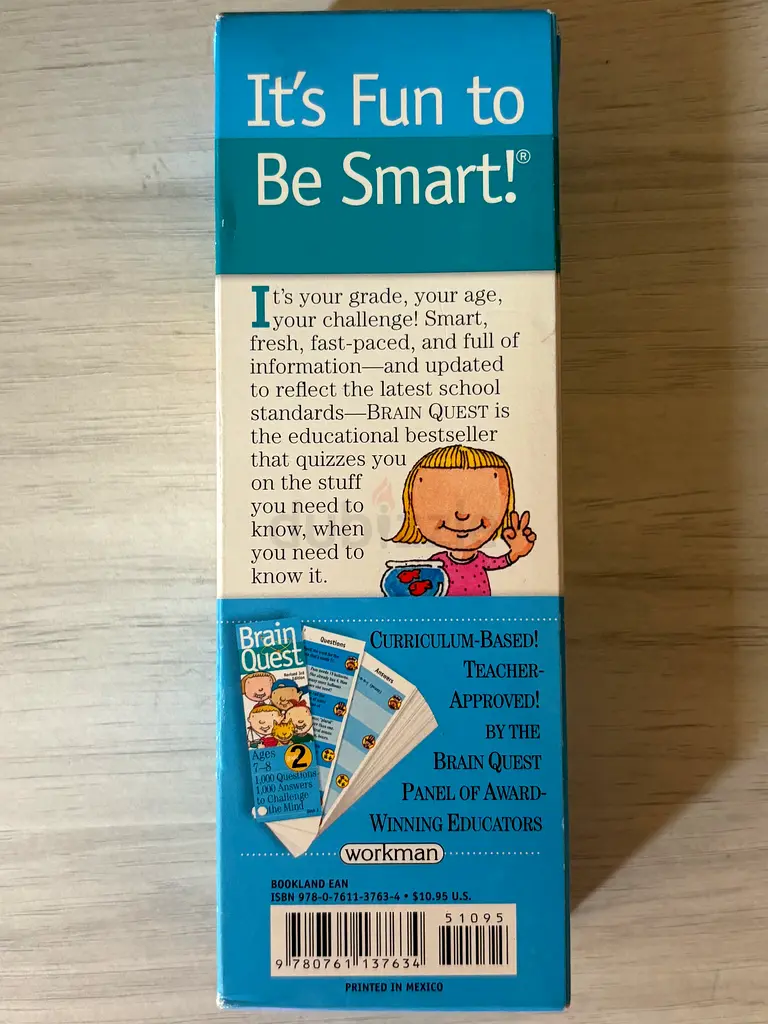 It's Fun to
Be Smart!®
It's your grade, your age,
your challenge! Smart,
fresh, fast-paced, and full of
information—and updated
to reflect the latest school
standards—BRAIN QUEST is
the educational bestseller
that quizzes you
on the stuff
you need to
know, when
you need to
know it.
Brain
Quest
Revised 3rd
Edition
Ages
7–8
2
1,000 Questions
1,000 Answers
to Challenge
the Mind
Questions
Answers
CURRICULUM-BASED!
TEACHER-
APPROVED!
BY THE
BRAIN QUEST
PANEL OF AWARD-
WINNING EDUCATORS
workman
BOOKLAND EAN
ISBN 978-0-7611-3763-4 • $10.95 U.S.
51095
9 780761 137634
PRINTED IN MEXICO
dubizzle